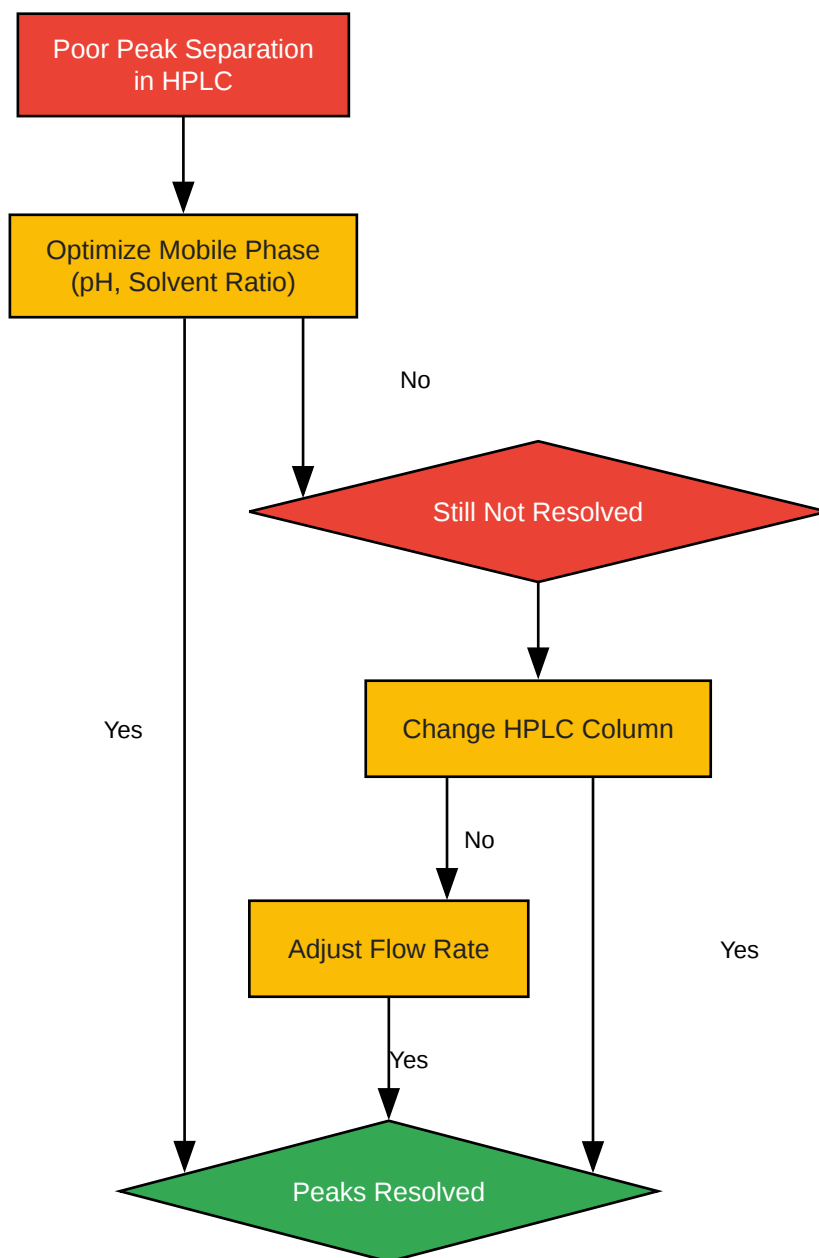 Poor Peak Separation
in HPLC
Optimize Mobile Phase
(pH, Solvent Ratio)
No
Still Not Resolved
Yes
Change HPLC Column
No
Adjust Flow Rate
Yes
Yes
Peaks Resolved